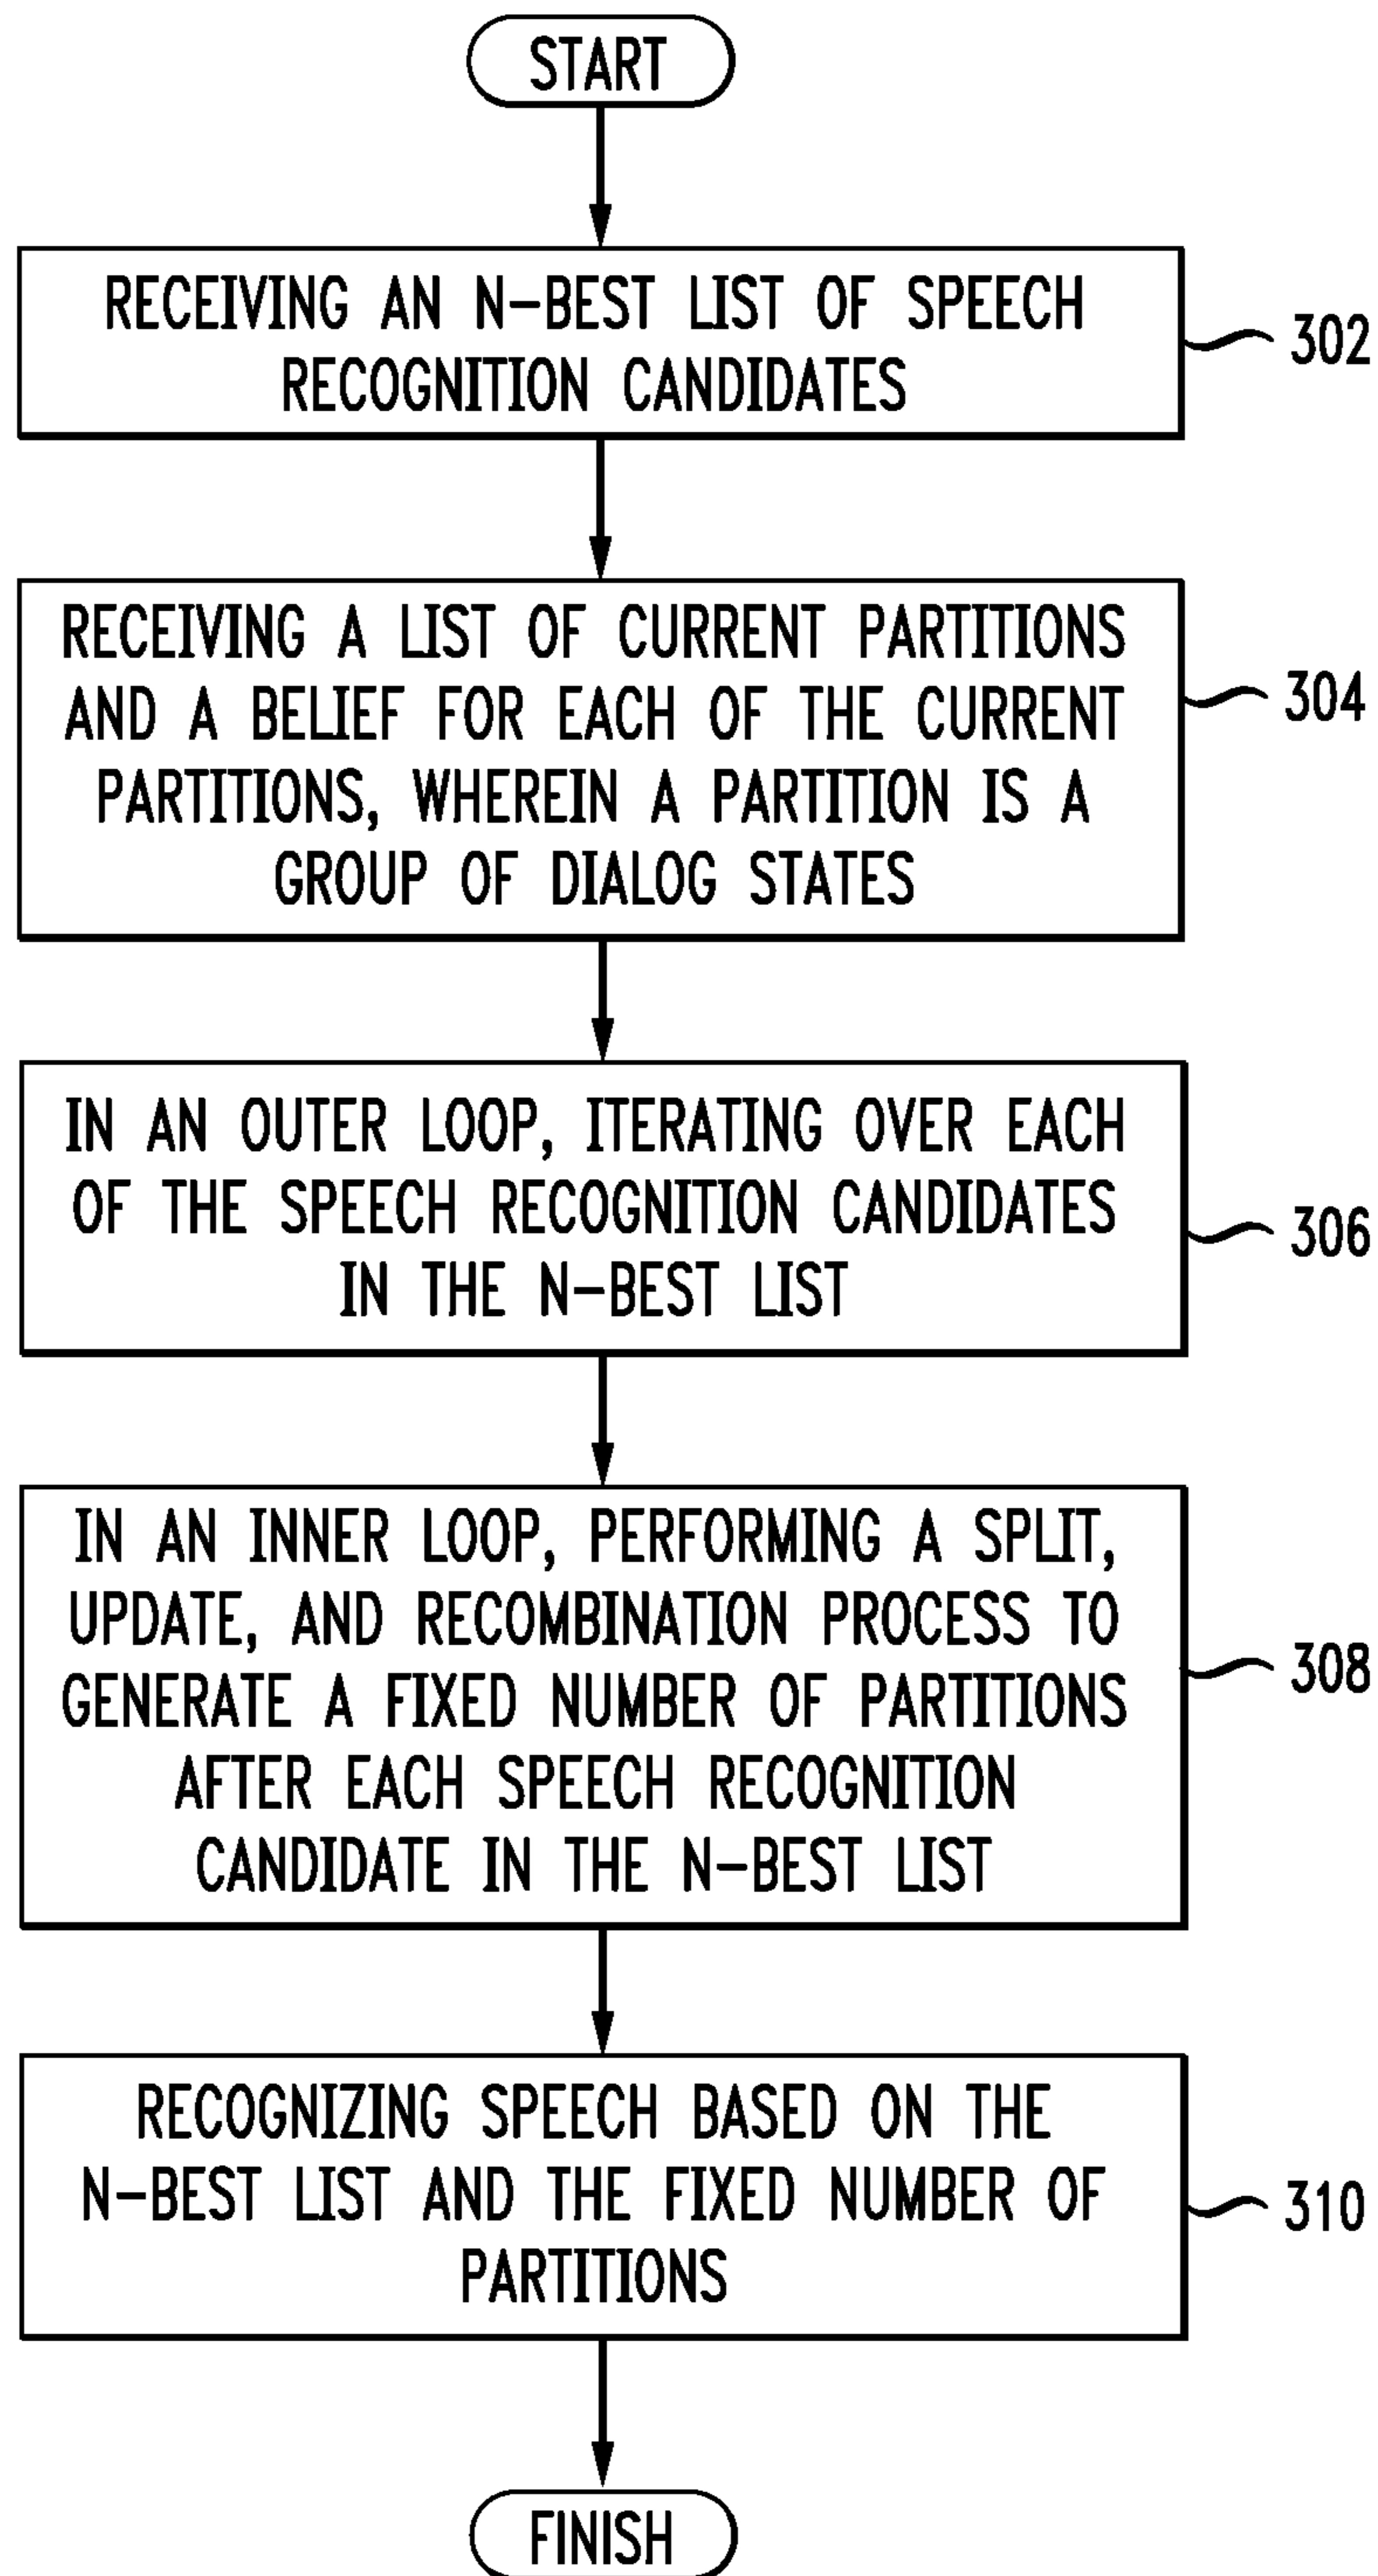 START
RECEIVING AN N-BEST LIST OF SPEECH
RECOGNITION CANDIDATES
302
RECEIVING A LIST OF CURRENT PARTITIONS
AND A BELIEF FOR EACH OF THE CURRENT
PARTITIONS, WHEREIN A PARTITION IS A
GROUP OF DIALOG STATES
304
IN AN OUTER LOOP, ITERATING OVER EACH
OF THE SPEECH RECOGNITION CANDIDATES
IN THE N-BEST LIST
306
IN AN INNER LOOP, PERFORMING A SPLIT,
UPDATE, AND RECOMBINATION PROCESS TO
GENERATE A FIXED NUMBER OF PARTITIONS
AFTER EACH SPEECH RECOGNITION
CANDIDATE IN THE N-BEST LIST
308
RECOGNIZING SPEECH BASED ON THE
N-BEST LIST AND THE FIXED NUMBER OF
PARTITIONS
310
FINISH